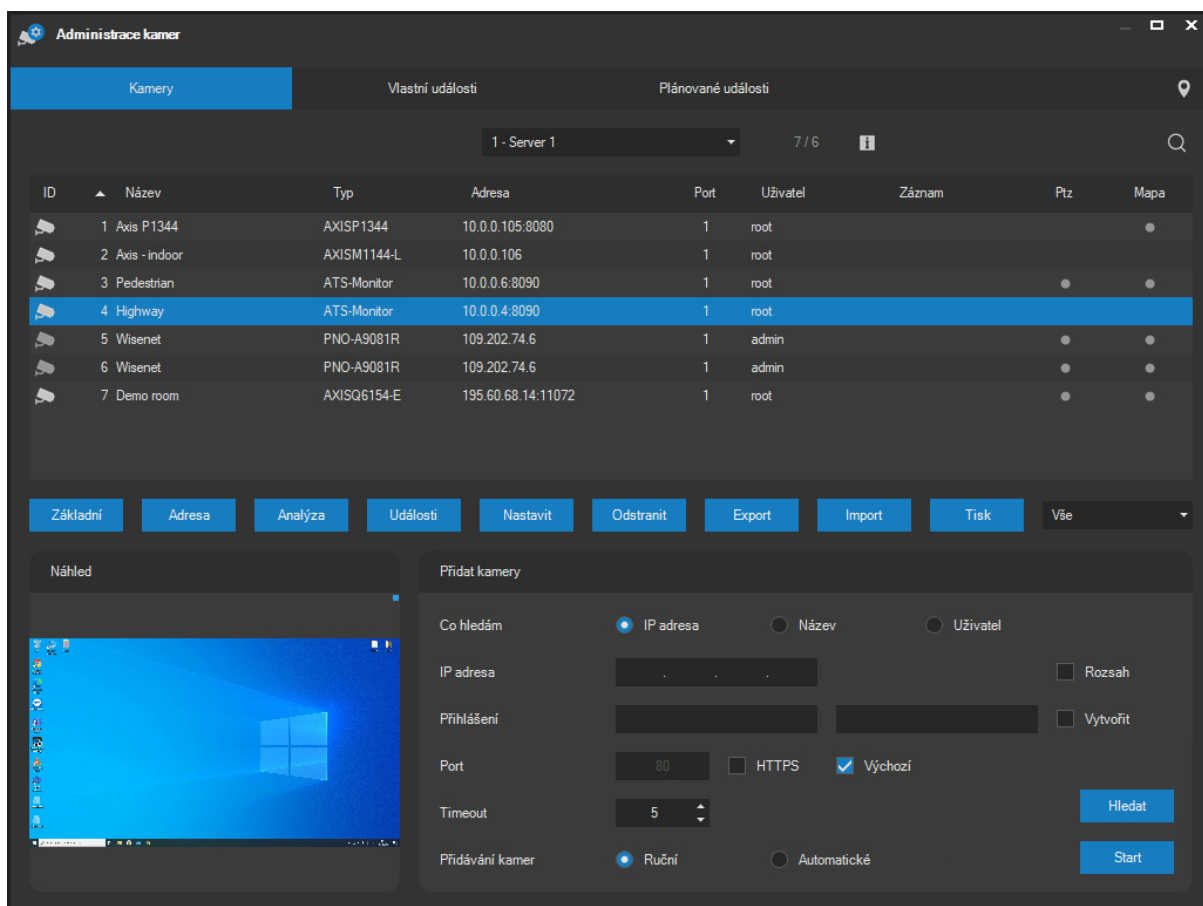 Administrace kamer
Kamery Vlastní události Plánované události
1 - Server 1 7 / 6
ID Název Typ Adresa Port Uživatel Záznam Ptz Mapa
1 Axis P1344 AXISP1344 10.0.0.105:8080 1 root
2 Axis - indoor AXISM1144-L 10.0.0.106 1 root
3 Pedestrian ATS-Monitor 10.0.0.6:8090 1 root
4 Highway ATS-Monitor 10.0.0.4:8090 1 root
5 Wisenet PNO-A9081R 109.202.74.6 1 admin
6 Wisenet PNO-A9081R 109.202.74.6 1 admin
7 Demo room AXISQ6154-E 195.60.68.14:11072 1 root
Základní Adresa Analýza Události Nastavit Odstranit Export Import Tisk Vše
Náhled
Přidat kamery
Co hledám IP adresa Název Uživatel
IP adresa . . . Rozsah
Přihlášení Vytvořit
Port 80 HTTPS Výchozí
Timeout 5 Hledat
Přidávání kamer Ruční Automatické Start